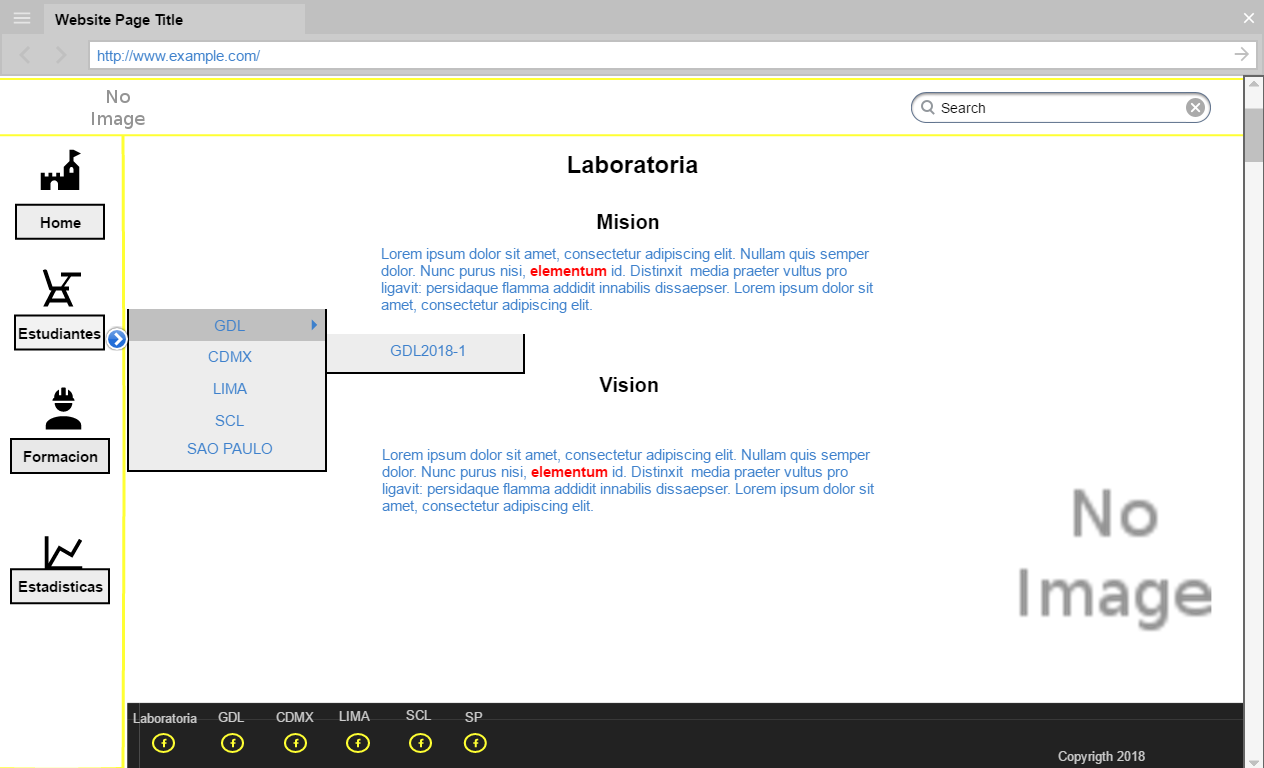 Website Page Title
http://www.example.com/
No
Image
Search
Home
Estudiantes
Formacion
Estadisticas
Laboratoria
Mision
Lorem ipsum dolor sit amet, consectetur adipiscing elit. Nullam quis semper
dolor. Nunc purus nisi, elementum id. Distinxit  media praeter vultus pro
ligavit: persidaque flamma addidit innabilis dissaepser. Lorem ipsum dolor sit
amet, consectetur adipiscing elit.
GDL
CDMX
LIMA
SCL
SAO PAULO
GDL2018-1
Vision
Lorem ipsum dolor sit amet, consectetur adipiscing elit. Nullam quis semper
dolor. Nunc purus nisi, elementum id. Distinxit  media praeter vultus pro
ligavit: persidaque flamma addidit innabilis dissaepser. Lorem ipsum dolor sit
amet, consectetur adipiscing elit.
No
Image
Laboratoria GDL CDMX LIMA SCL SP
f f f f f f
Copyrigth 2018